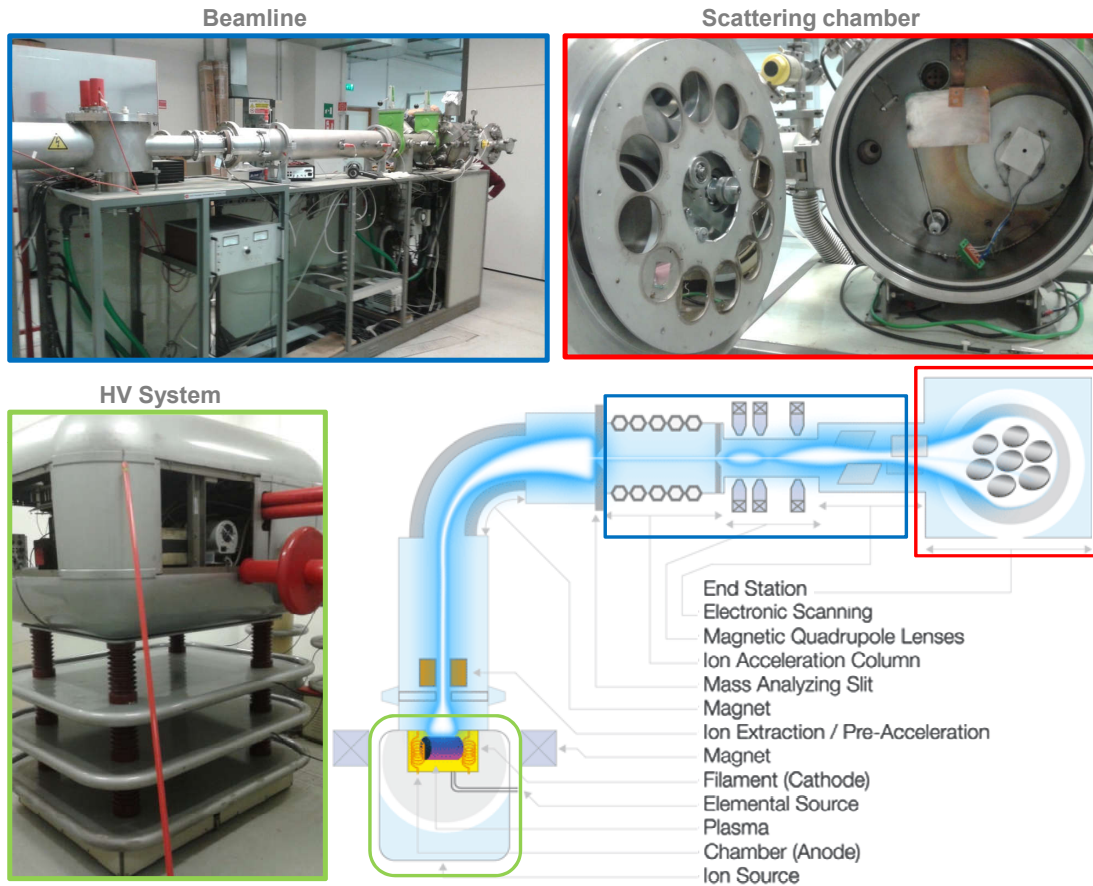 Beamline
Scattering chamber
HV System
End Station
Electronic Scanning
Magnetic Quadrupole Lenses
Ion Acceleration Column
Mass Analyzing Slit
Magnet
Ion Extraction / Pre-Acceleration
Magnet
Filament (Cathode)
Elemental Source
Plasma
Chamber (Anode)
Ion Source